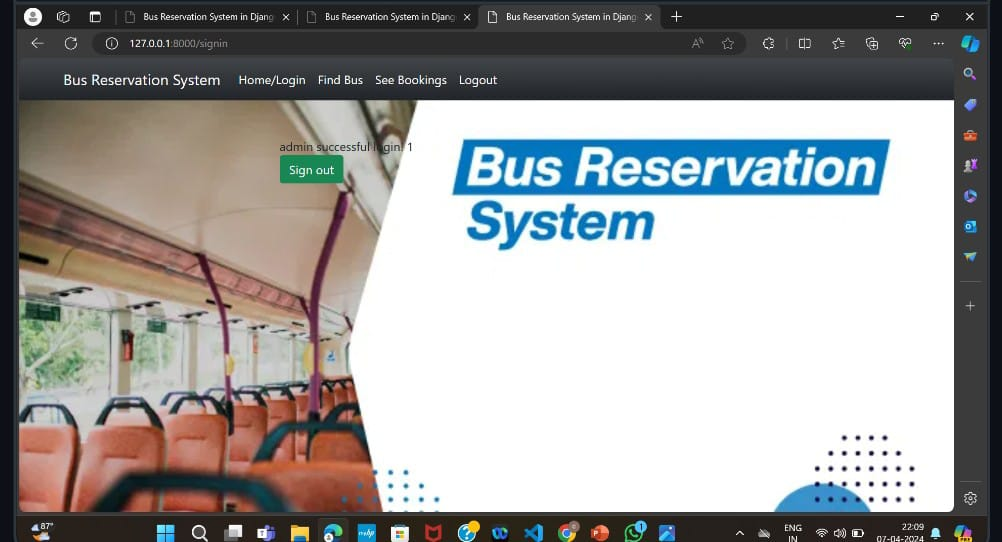 Bus Reservation System in Djang
Bus Reservation System in Djang
Bus Reservation System in Djang
127.0.0.1:8000/signin
Bus Reservation System Home/Login Find Bus See Bookings Logout
admin successful login! 1
Sign out
Bus Reservation
System
87°
ENG
IN
22:09
07-04-2024